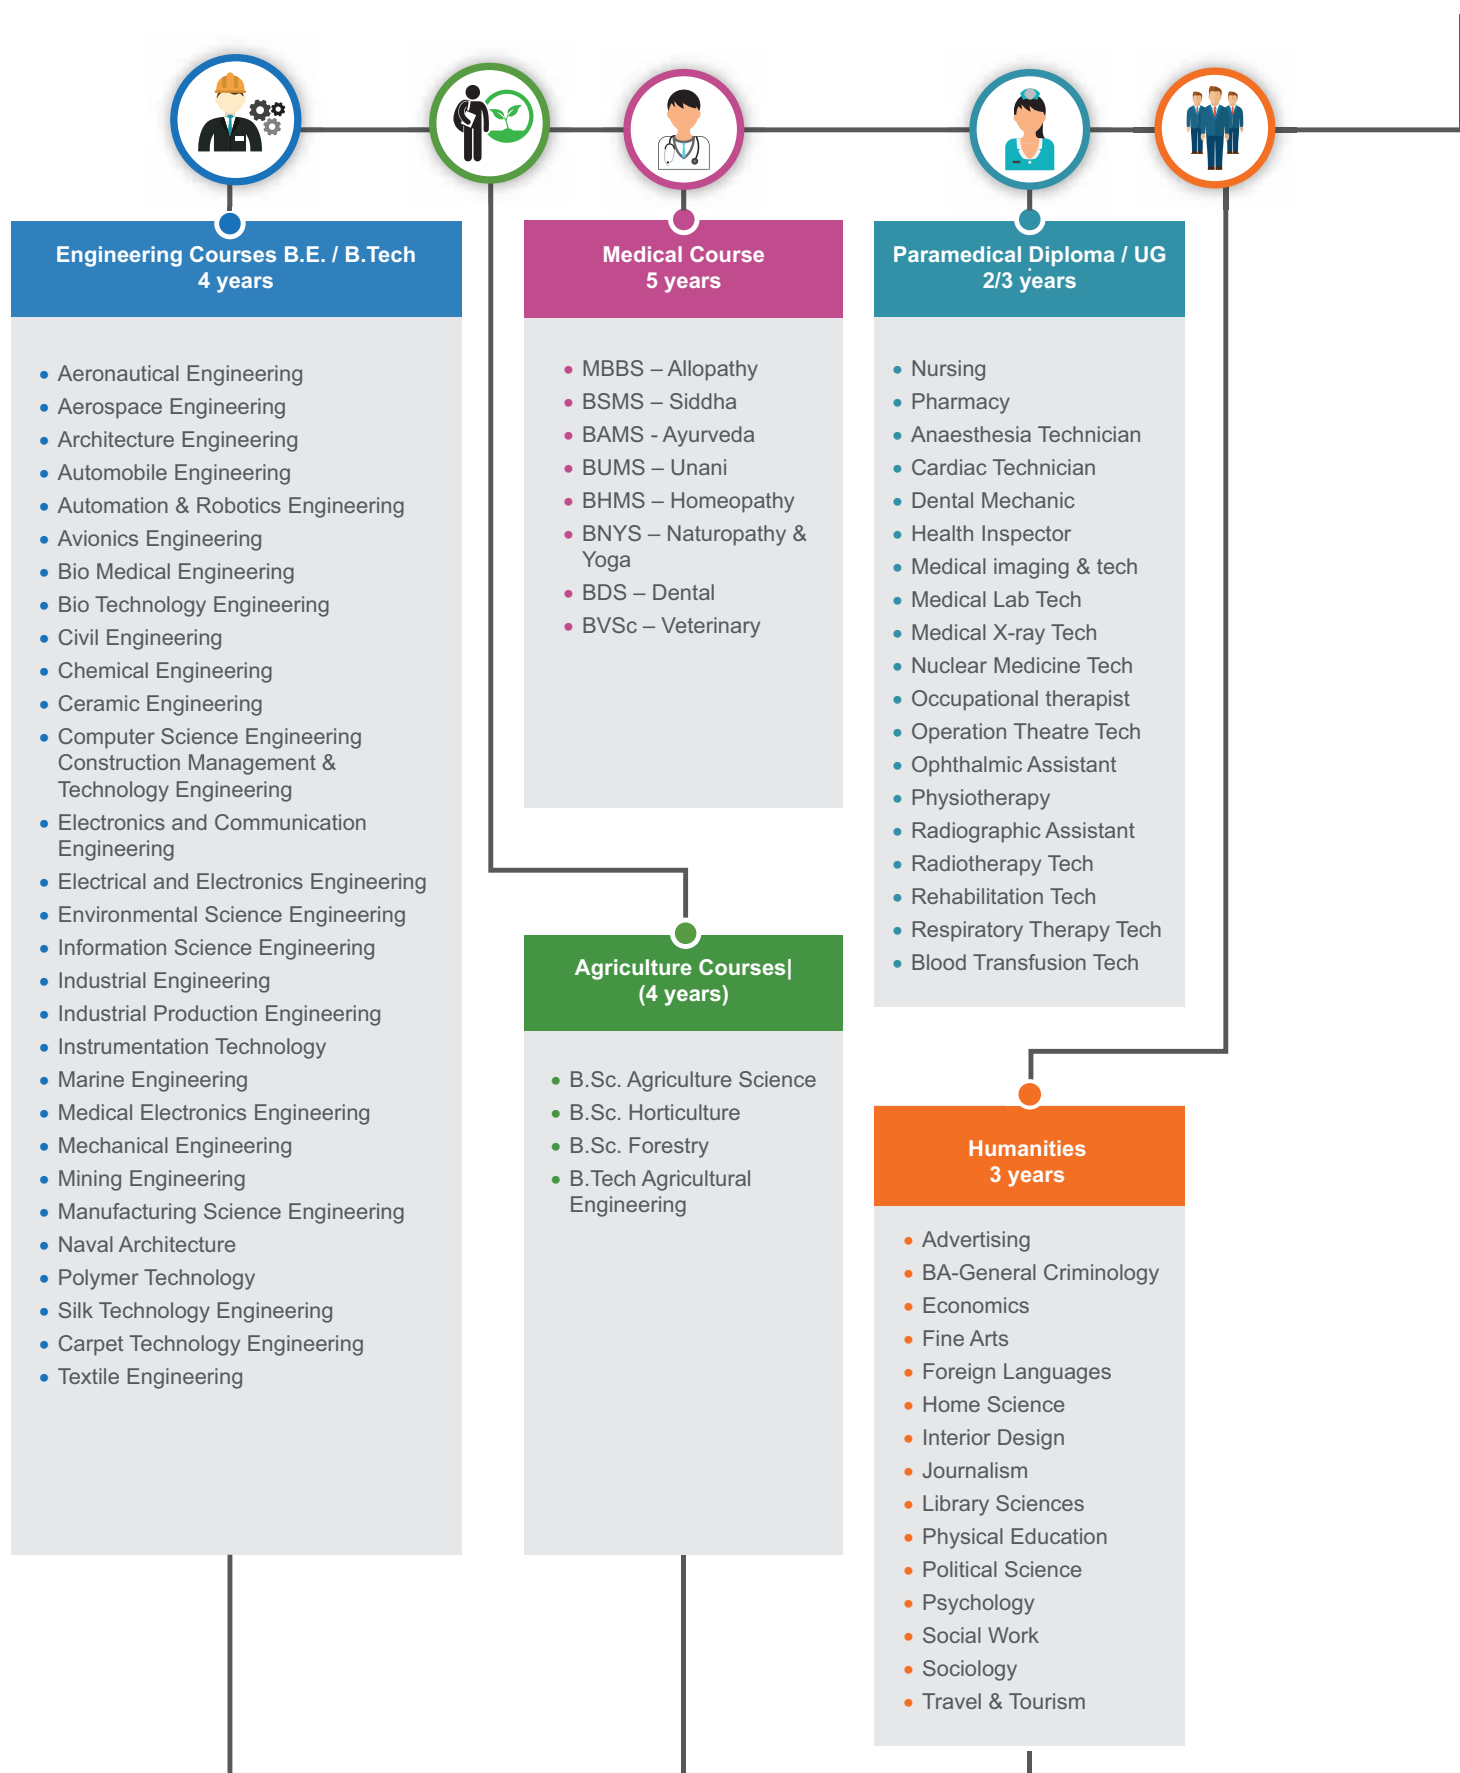 Engineering Courses B.E. / B.Tech
4 years
Aeronautical Engineering
Aerospace Engineering
Architecture Engineering
Automobile Engineering
Automation & Robotics Engineering
Avionics Engineering
Bio Medical Engineering
Bio Technology Engineering
Civil Engineering
Chemical Engineering
Ceramic Engineering
Computer Science Engineering
Construction Management &
Technology Engineering
Electronics and Communication
Engineering
Electrical and Electronics Engineering
Environmental Science Engineering
Information Science Engineering
Industrial Engineering
Industrial Production Engineering
Instrumentation Technology
Marine Engineering
Medical Electronics Engineering
Mechanical Engineering
Mining Engineering
Manufacturing Science Engineering
Naval Architecture
Polymer Technology
Silk Technology Engineering
Carpet Technology Engineering
Textile Engineering
Medical Course
5 years
MBBS – Allopathy
BSMS – Siddha
BAMS - Ayurveda
BUMS – Unani
BHMS – Homeopathy
BNYS – Naturopathy &
Yoga
BDS – Dental
BVSc – Veterinary
Agriculture Courses|
(4 years)
B.Sc. Agriculture Science
B.Sc. Horticulture
B.Sc. Forestry
B.Tech Agricultural
Engineering
Paramedical Diploma / UG
2/3 years
Nursing
Pharmacy
Anaesthesia Technician
Cardiac Technician
Dental Mechanic
Health Inspector
Medical imaging & tech
Medical Lab Tech
Medical X-ray Tech
Nuclear Medicine Tech
Occupational therapist
Operation Theatre Tech
Ophthalmic Assistant
Physiotherapy
Radiographic Assistant
Radiotherapy Tech
Rehabilitation Tech
Respiratory Therapy Tech
Blood Transfusion Tech
Humanities
3 years
Advertising
BA-General Criminology
Economics
Fine Arts
Foreign Languages
Home Science
Interior Design
Journalism
Library Sciences
Physical Education
Political Science
Psychology
Social Work
Sociology
Travel & Tourism